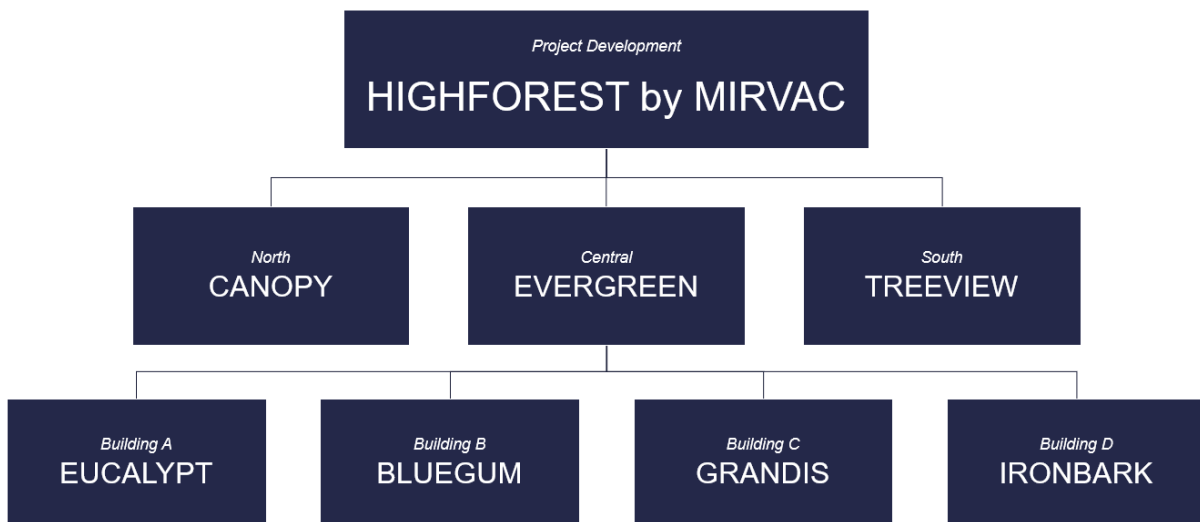 Project Development
HIGHFOREST by MIRVAC
North
CANOPY
Central
EVERGREEN
South
TREEVIEW
Building A
EUCALYPT
Building B
BLUEGUM
Building C
GRANDIS
Building D
IRONBARK